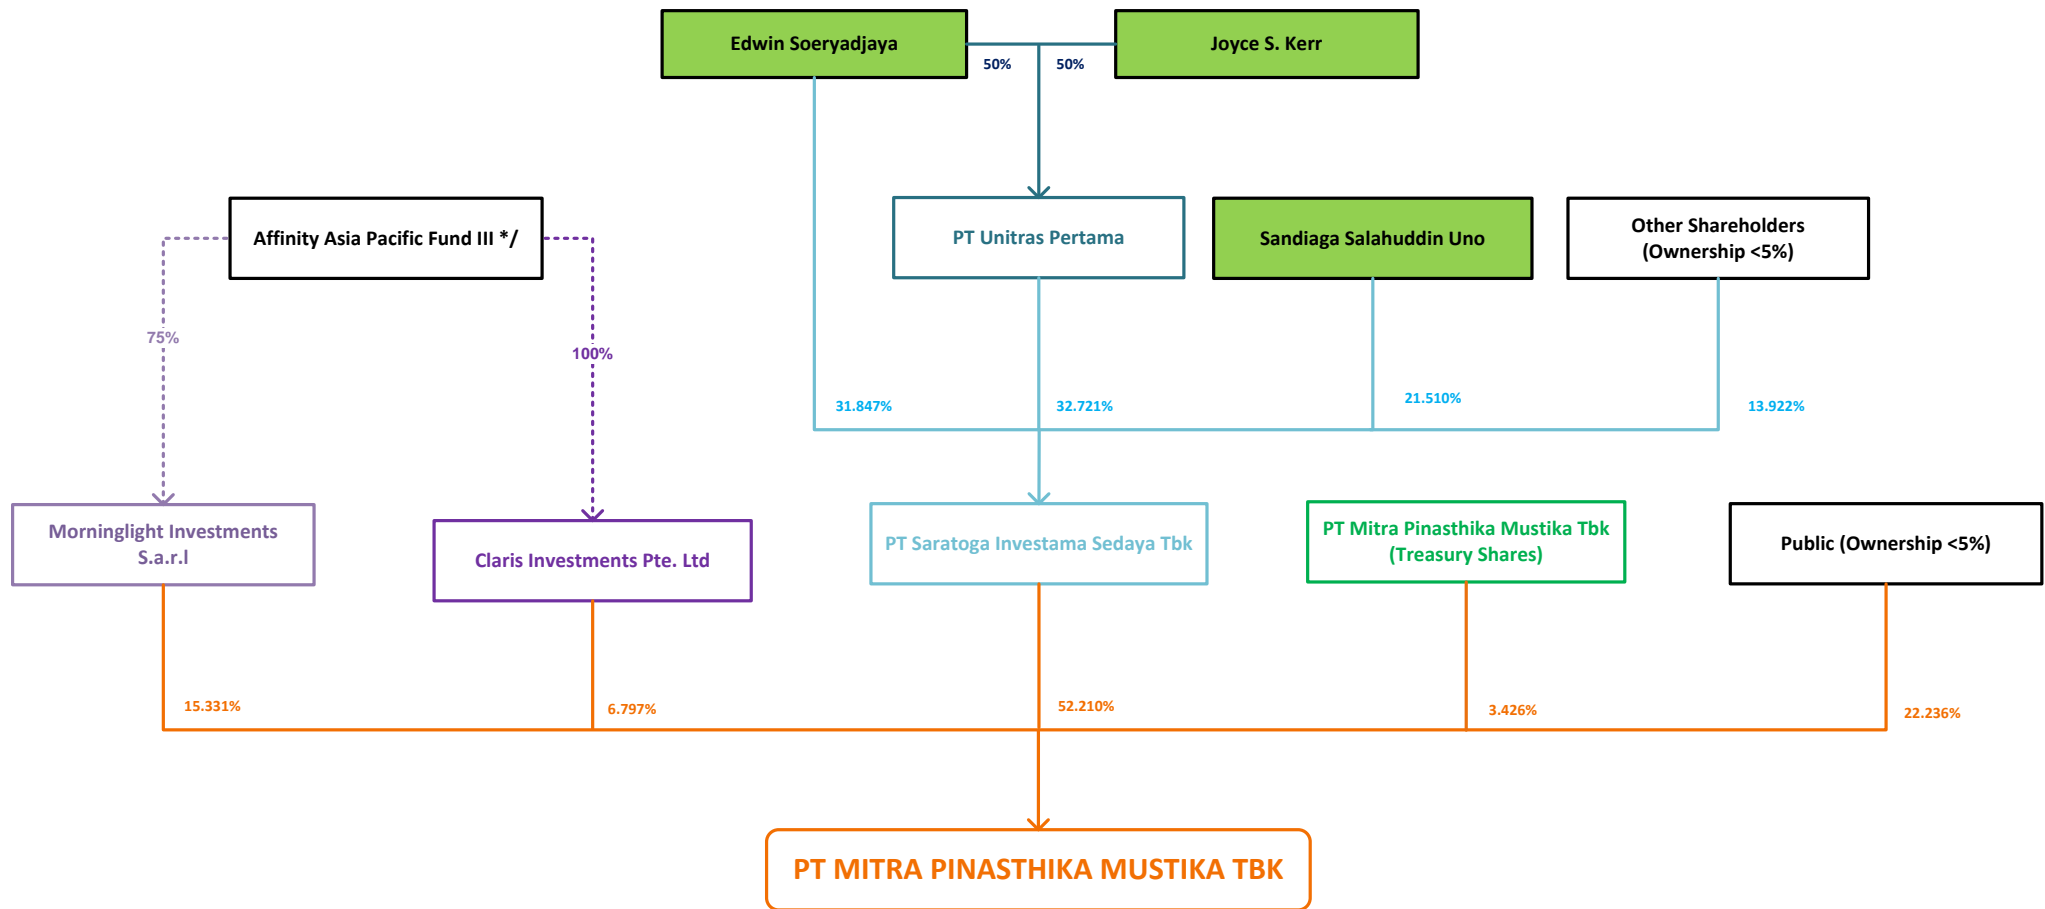 Edwin Soeryadjaya
Joyce S. Kerr
50%
50%
Affinity Asia Pacific Fund III */
PT Unitras Pertama
Sandiaga Salahuddin Uno
Other Shareholders
(Ownership <5%)
75%
100%
31.847%
32.721%
21.510%
13.922%
Morninglight Investments
S.a.r.l
Claris Investments Pte. Ltd
PT Saratoga Investama Sedaya Tbk
PT Mitra Pinasthika Mustika Tbk
(Treasury Shares)
Public (Ownership <5%)
15.331%
6.797%
52.210%
3.426%
22.236%
PT MITRA PINASTHIKA MUSTIKA TBK